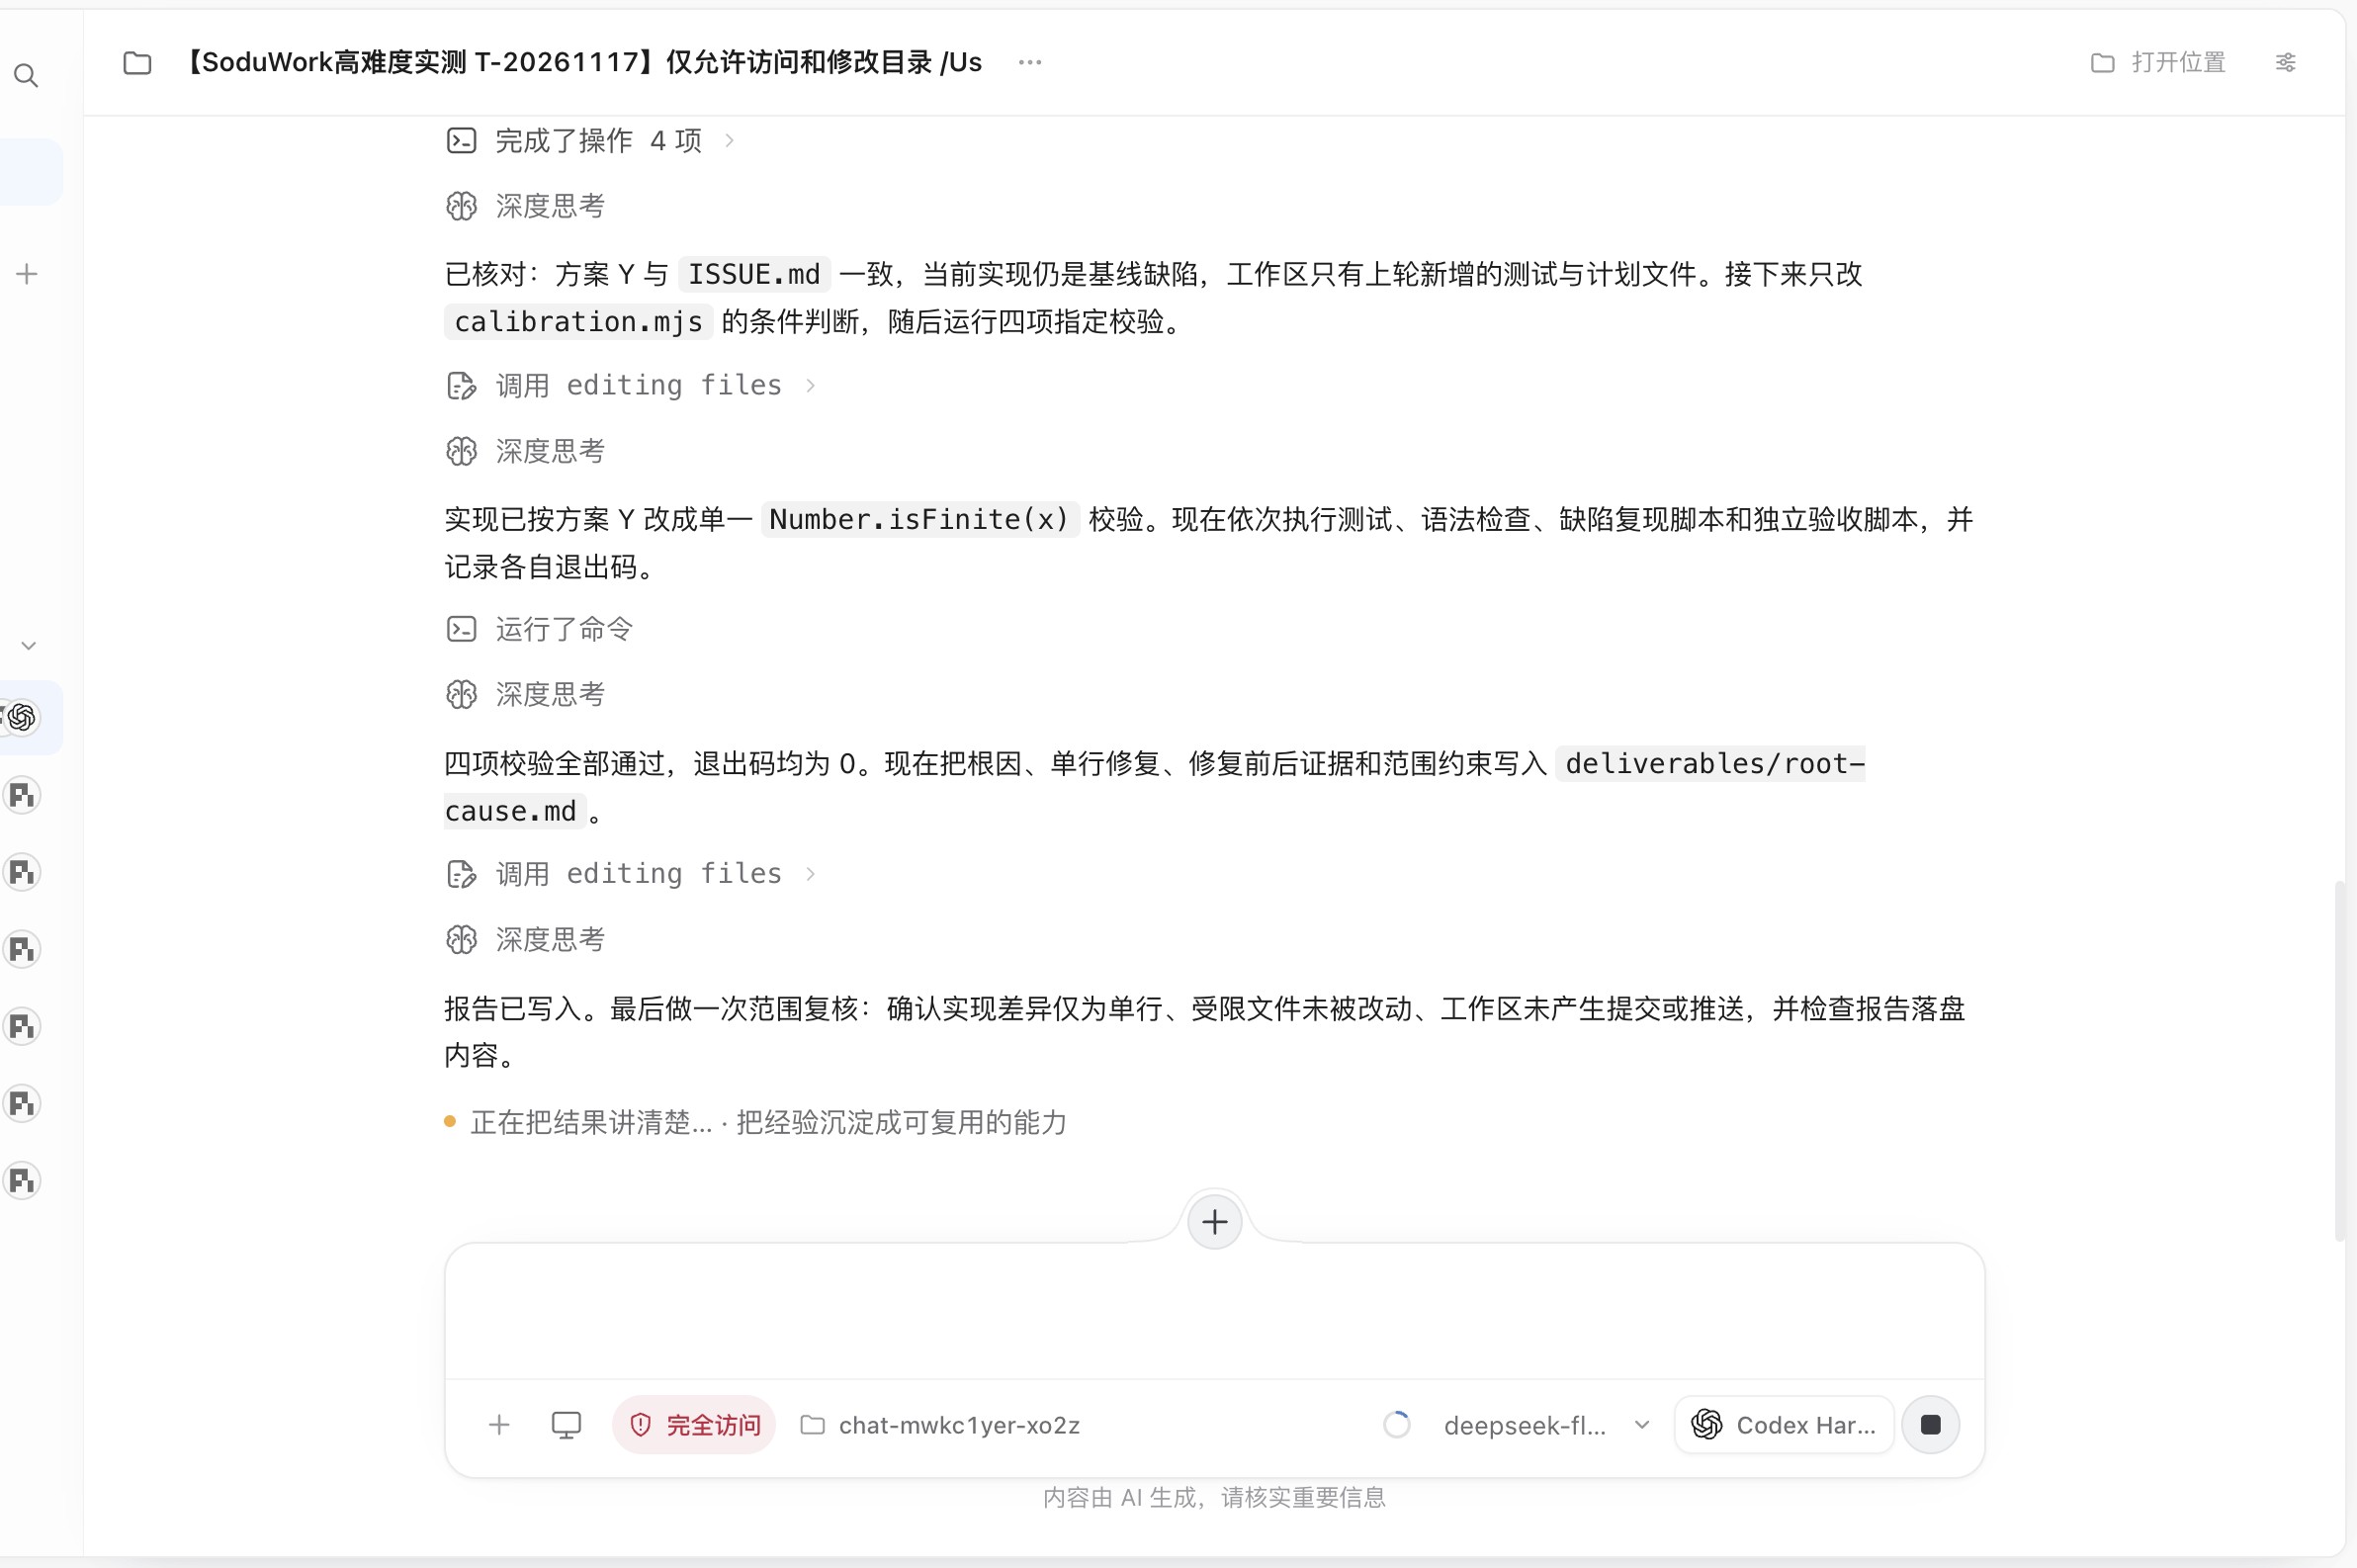 【SoduWork高难度实测 T-20261117】仅允许访问和修改目录 /Us
打开位置
完成了操作 4 项
深度思考
已核对：方案 Y 与 ISSUE.md 一致，当前实现仍是基线缺陷，工作区只有上轮新增的测试与计划文件。接下来只改
calibration.mjs 的条件判断，随后运行四项指定校验。
调用 editing files
深度思考
实现已按方案 Y 改成单一 Number.isFinite(x) 校验。现在依次执行测试、语法检查、缺陷复现脚本和独立验收脚本，并
记录各自退出码。
运行了命令
深度思考
四项校验全部通过，退出码均为 0。现在把根因、单行修复、修复前后证据和范围约束写入 deliverables/root-
cause.md 。
调用 editing files
深度思考
报告已写入。最后做一次范围复核：确认实现差异仅为单行、受限文件未被改动、工作区未产生提交或推送，并检查报告落盘
内容。
正在把结果讲清楚... · 把经验沉淀成可复用的能力
完全访问 chat-mwkc1yer-xo2z deepseek-fl... Codex Har...
内容由 AI 生成，请核实重要信息